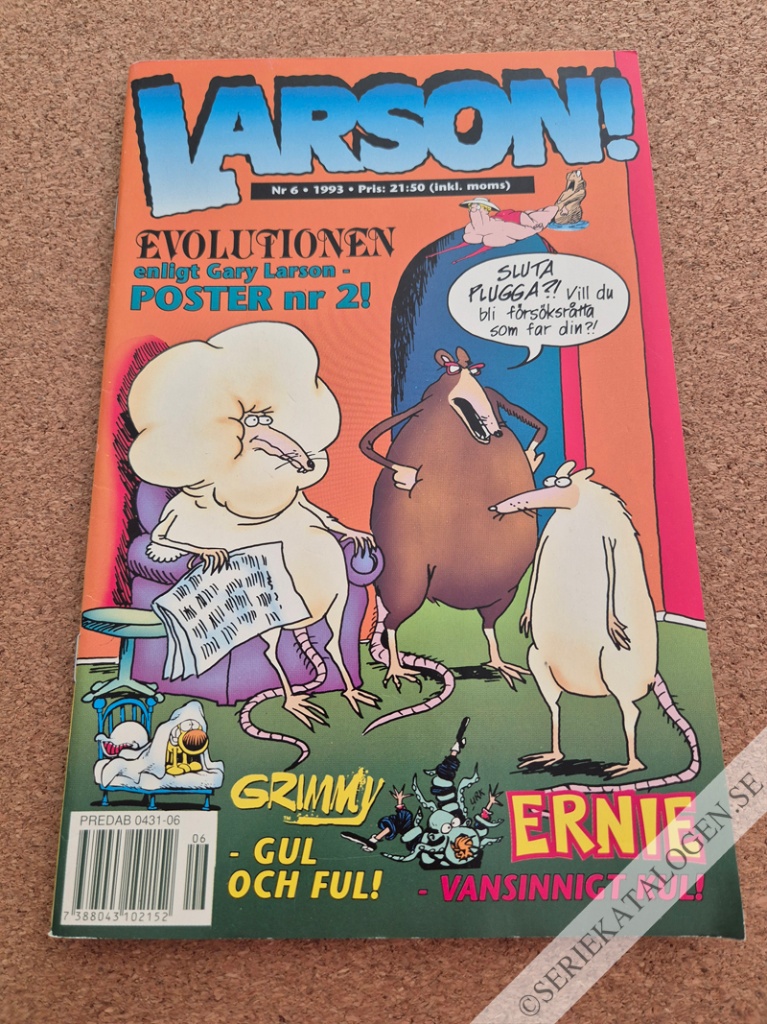 LARSON!
Nr 6 • 1993 • Pris: 21:50 (inkl. moms)
EVOLUTIONEN
enligt Gary Larson -
POSTER nr 2!
SLUTA
PLUGGA?! Vill du
bli försöksråtta
som far din?!
GRIMMY
- GUL
OCH FUL!
ERNIE
- VANSINNIGT KUL!
PREDAB 0431-06
06
7 388043 102152
©SERIEKATALOGEN.SE